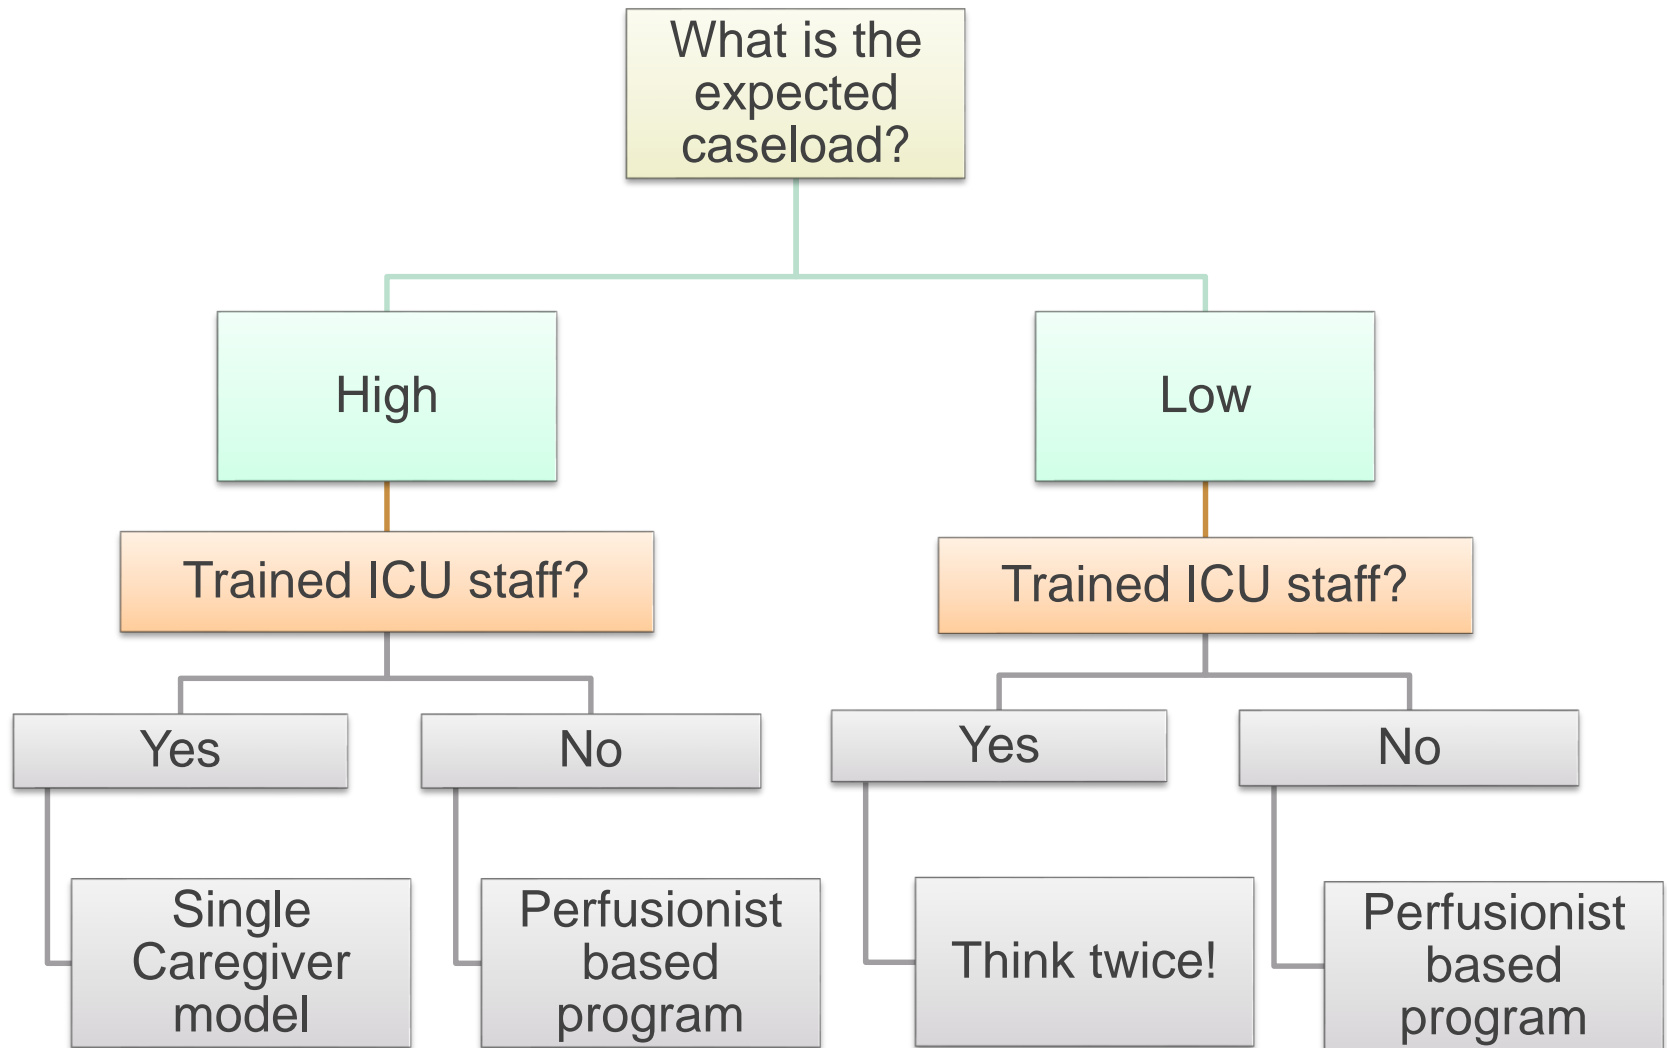 What is the
expected
caseload?
High
Low
Trained ICU staff?
Trained ICU staff?
Yes
No
Yes
No
Single
Caregiver
model
Perfusionist
based
program
Think twice!
Perfusionist
based
program